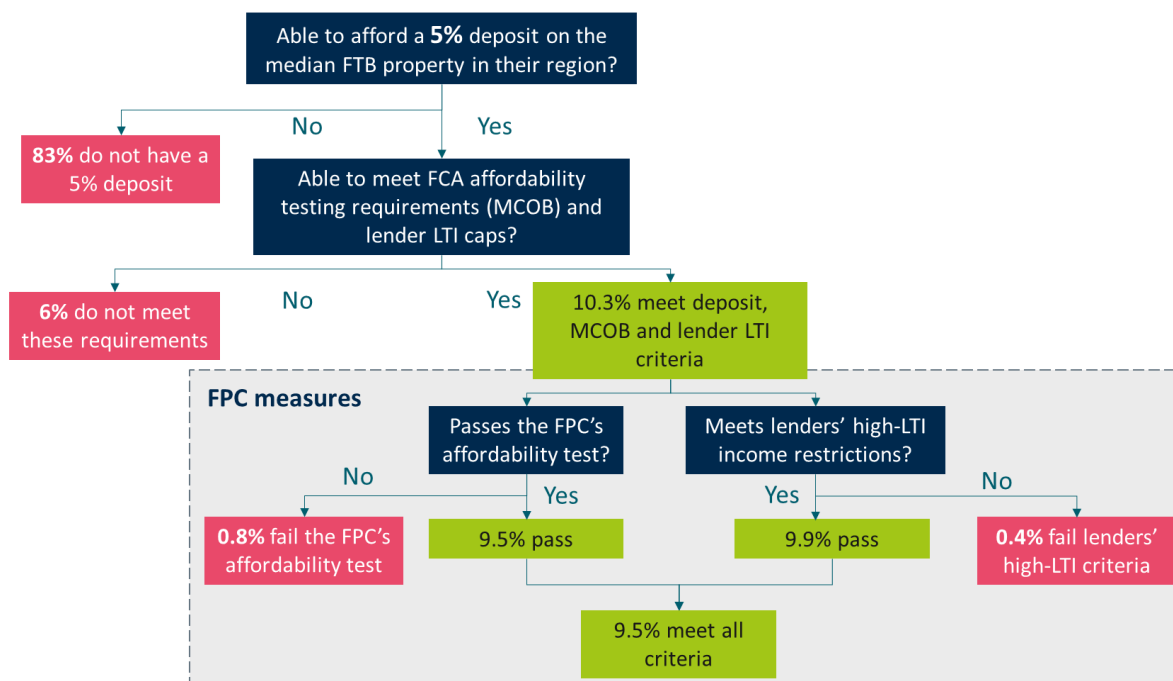 Able to afford a 5% deposit on the
median FTB property in their region?
No
Yes
83% do not have a
5% deposit
Able to meet FCA affordability
testing requirements (MCOB) and
lender LTI caps?
No
Yes
6% do not meet
these requirements
10.3% meet deposit,
MCOB and lender LTI
criteria
FPC measures
Passes the FPC's
affordability test?
Meets lenders' high-LTI
income restrictions?
No
Yes
Yes
No
0.8% fail the FPC's
affordability test
9.5% pass
9.9% pass
0.4% fail lenders'
high-LTI criteria
9.5% meet all
criteria